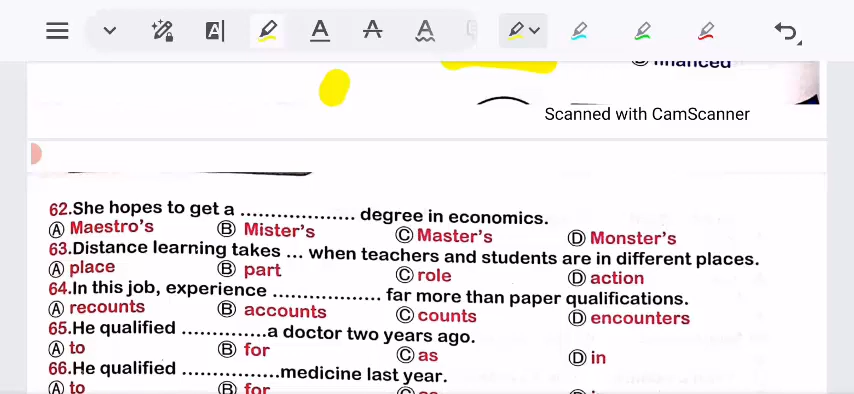 financed
Scanned with CamScanner
62.She hopes to get a ................... degree in economics.
Ⓐ Maestro's Ⓑ Mister's Ⓒ Master's Ⓓ Monster's
63.Distance learning takes ... when teachers and students are in different places.
Ⓐ place Ⓑ part Ⓒ role Ⓓ action
64.In this job, experience .................. far more than paper qualifications.
Ⓐ recounts Ⓑ accounts Ⓒ counts Ⓓ encounters
65.He qualified ..............a doctor two years ago.
Ⓐ to Ⓑ for Ⓒ as Ⓓ in
66.He qualified ................medicine last year.
Ⓐ to Ⓑ for